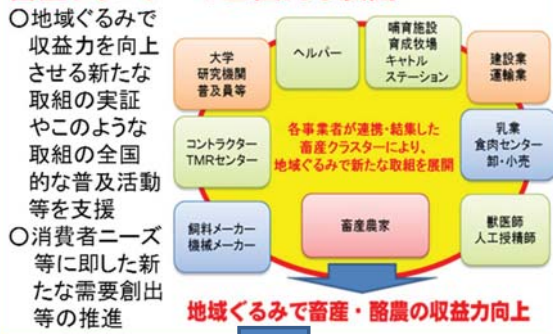 ○地域ぐるみで
収益力を向上
させる新たな
取組の実証
やこのような
取組の全国
的な普及活動
等を支援
○消費者ニーズ
等に即した新
たな需要創出
等の推進
大学
研究機関
普及員等
ヘルパー
哺育施設
育成牧場
キャトル
ステーション
建設業
運輸業
コントラクター
TMRセンター
各事業者が連携・結集した
畜産クラスターにより、
地域ぐるみで新たな取組を展開
乳業
食肉センター
卸・小売
飼料メーカー
機械メーカー
畜産農家
獣医師
人工授精師
地域ぐるみで畜産・酪農の収益力向上